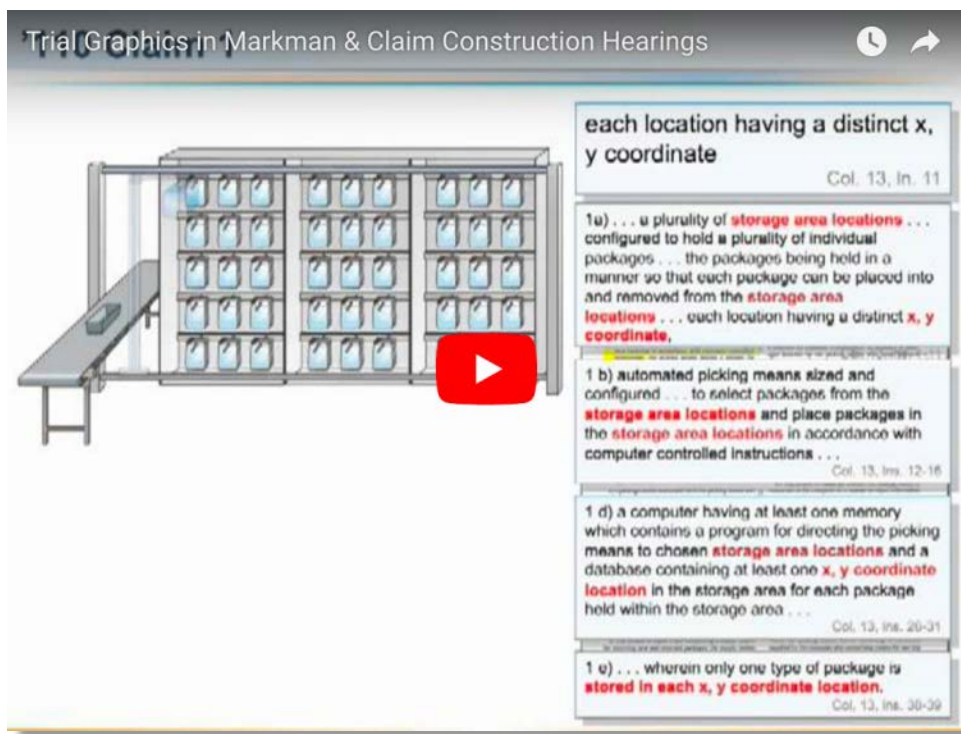 Trial Graphics in Markman & Claim Construction Hearings
'110 Claim 1
each location having a distinct x,
y coordinate
Col. 13, ln. 11
1a) . . . a plurality of storage area locations . . .
configured to hold a plurality of individual
packages . . . the packages being held in a
manner so that each package can be placed into
and removed from the storage area
locations . . . each location having a distinct x, y
coordinate,
1 b) automated picking means sized and
configured . . . to select packages from the
storage area locations and place packages in
the storage area locations in accordance with
computer controlled instructions . . .
Col. 13, lns. 12-16
1 d) a computer having at least one memory
which contains a program for directing the picking
means to chosen storage area locations and a
database containing at least one x, y coordinate
location in the storage area for each package
held within the storage area . . .
Col. 13, lns. 26-31
1 e) . . . wherein only one type of package is
stored in each x, y coordinate location.
Col. 13, lns. 38-39